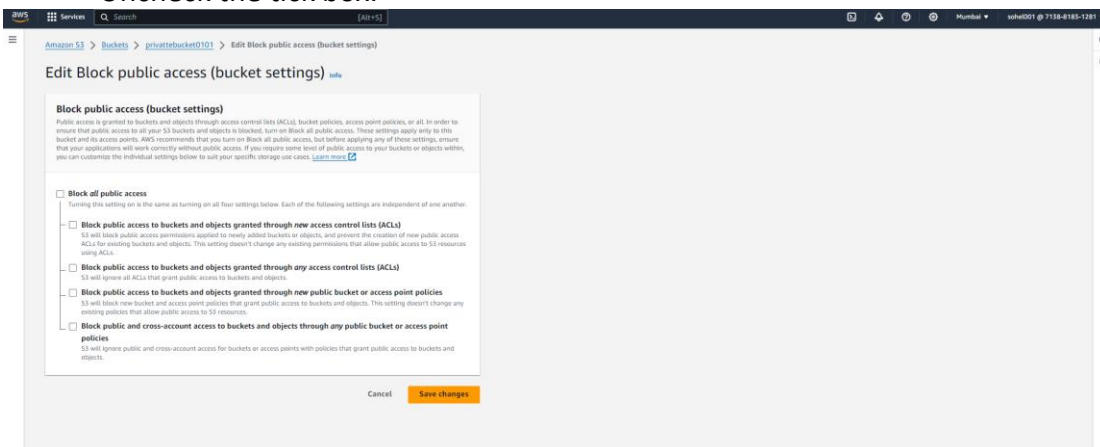 Uncheck the tick box.
aws Services Search [Alt+S] Mumbai ▼ sohel001 @ 7138-8185-1281
Amazon S3 > Buckets > privattebucket0101 > Edit Block public access (bucket settings)
Edit Block public access (bucket settings) Info
Block public access (bucket settings)
Public access is granted to buckets and objects through access control lists (ACLs), bucket policies, access point policies, or all. In order to
ensure that public access to all your S3 buckets and objects is blocked, turn on Block all public access. These settings apply only to this
bucket and its access points. AWS recommends that you turn on Block all public access, but before applying any of these settings, ensure
that your applications will work correctly without public access. If you require some level of public access to your buckets or objects within,
you can customize the individual settings below to suit your specific storage use cases. Learn more
Block all public access
Turning this setting on is the same as turning on all four settings below. Each of the following settings are independent of one another.
Block public access to buckets and objects granted through new access control lists (ACLs)
S3 will block public access permissions applied to newly added buckets or objects, and prevent the creation of new public access
ACLs for existing buckets and objects. This setting doesn't change any existing permissions that allow public access to S3 resources
using ACLs.
Block public access to buckets and objects granted through any access control lists (ACLs)
S3 will ignore all ACLs that grant public access to buckets and objects.
Block public access to buckets and objects granted through new public bucket or access point policies
S3 will block new bucket and access point policies that grant public access to buckets and objects. This setting doesn't change any
existing policies that allow public access to S3 resources.
Block public and cross-account access to buckets and objects through any public bucket or access point
policies
S3 will ignore public and cross-account access for buckets or access points with policies that grant public access to buckets and
objects.
Cancel Save changes